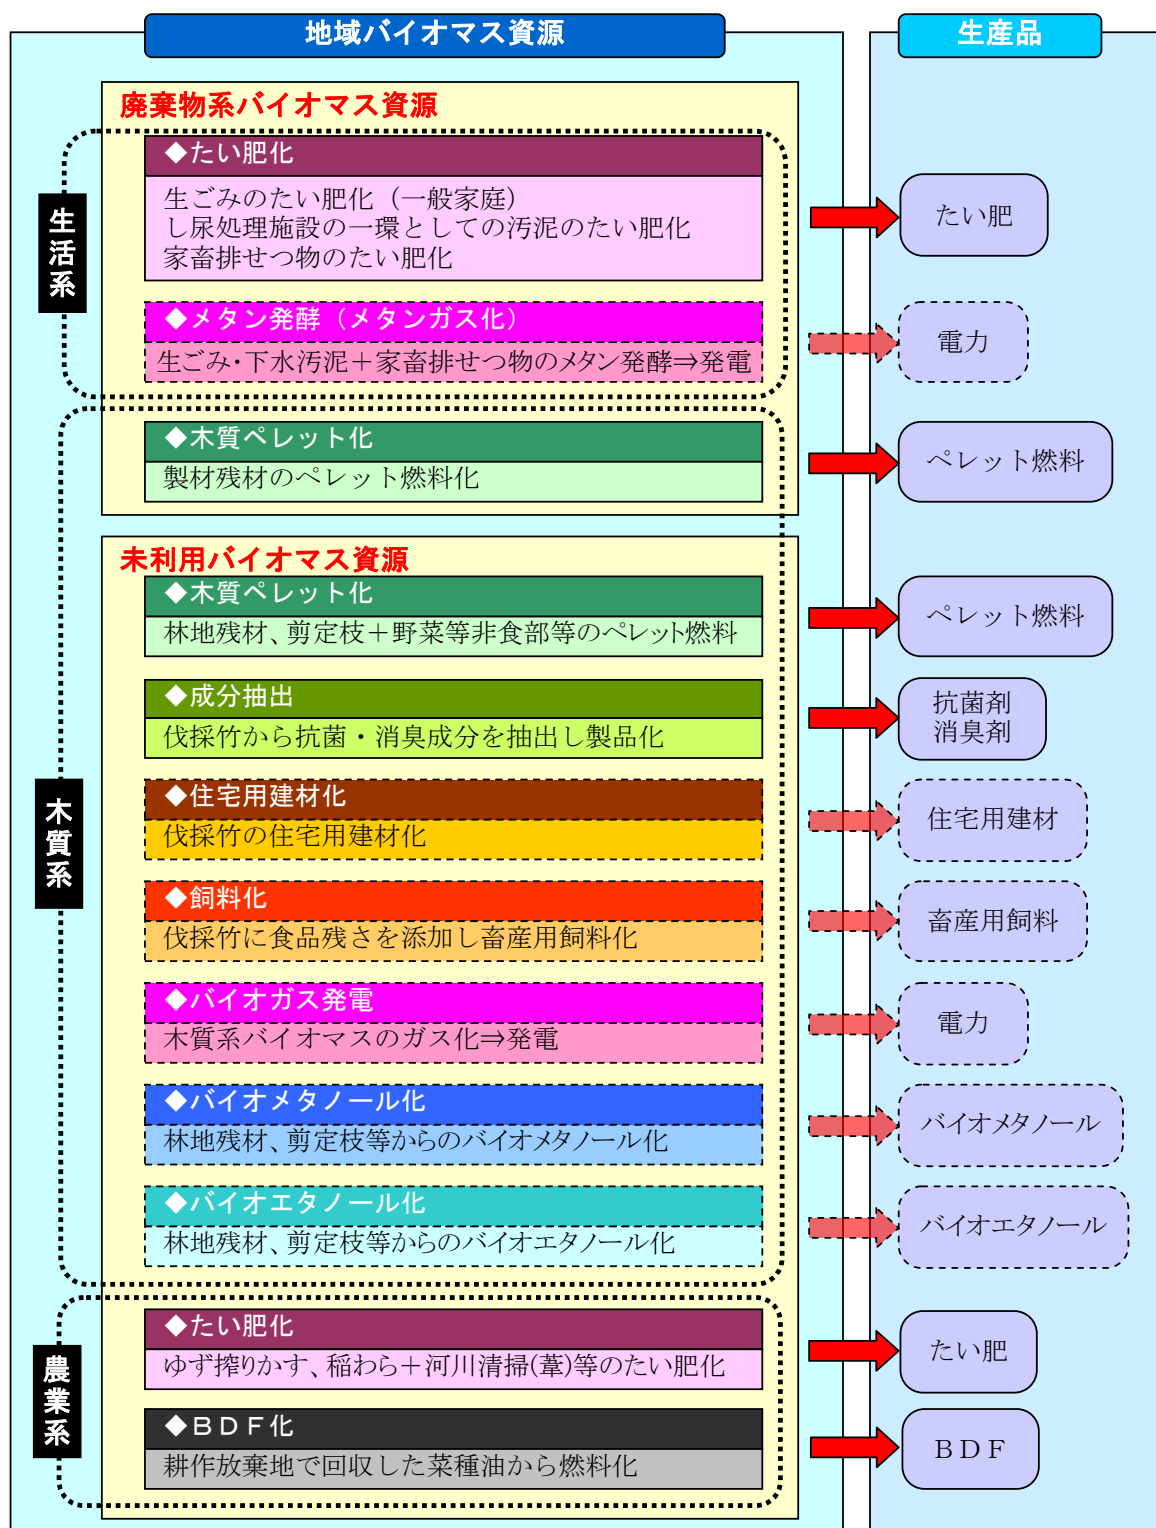 地域バイオマス資源
生産品
廃棄物系バイオマス資源
生活系
◆たい肥化
生ごみのたい肥化（一般家庭）
し尿処理施設の一環としての汚泥のたい肥化
家畜排せつ物のたい肥化
たい肥
◆メタン発酵（メタンガス化）
生ごみ・下水汚泥＋家畜排せつ物のメタン発酵⇒発電
電力
◆木質ペレット化
製材残材のペレット燃料化
ペレット燃料
未利用バイオマス資源
木質系
◆木質ペレット化
林地残材、剪定枝＋野菜等非食部等のペレット燃料
ペレット燃料
◆成分抽出
伐採竹から抗菌・消臭成分を抽出し製品化
抗菌剤
消臭剤
◆住宅用建材化
伐採竹の住宅用建材化
住宅用建材
◆飼料化
伐採竹に食品残さを添加し畜産用飼料化
畜産用飼料
◆バイオガス発電
木質系バイオマスのガス化⇒発電
電力
◆バイオメタノール化
林地残材、剪定枝等からのバイオメタノール化
バイオメタノール
◆バイオエタノール化
林地残材、剪定枝等からのバイオエタノール化
バイオエタノール
農業系
◆たい肥化
ゆず搾りかす、稲わら＋河川清掃(葦)等のたい肥化
たい肥
◆ＢＤＦ化
耕作放棄地で回収した菜種油から燃料化
ＢＤＦ